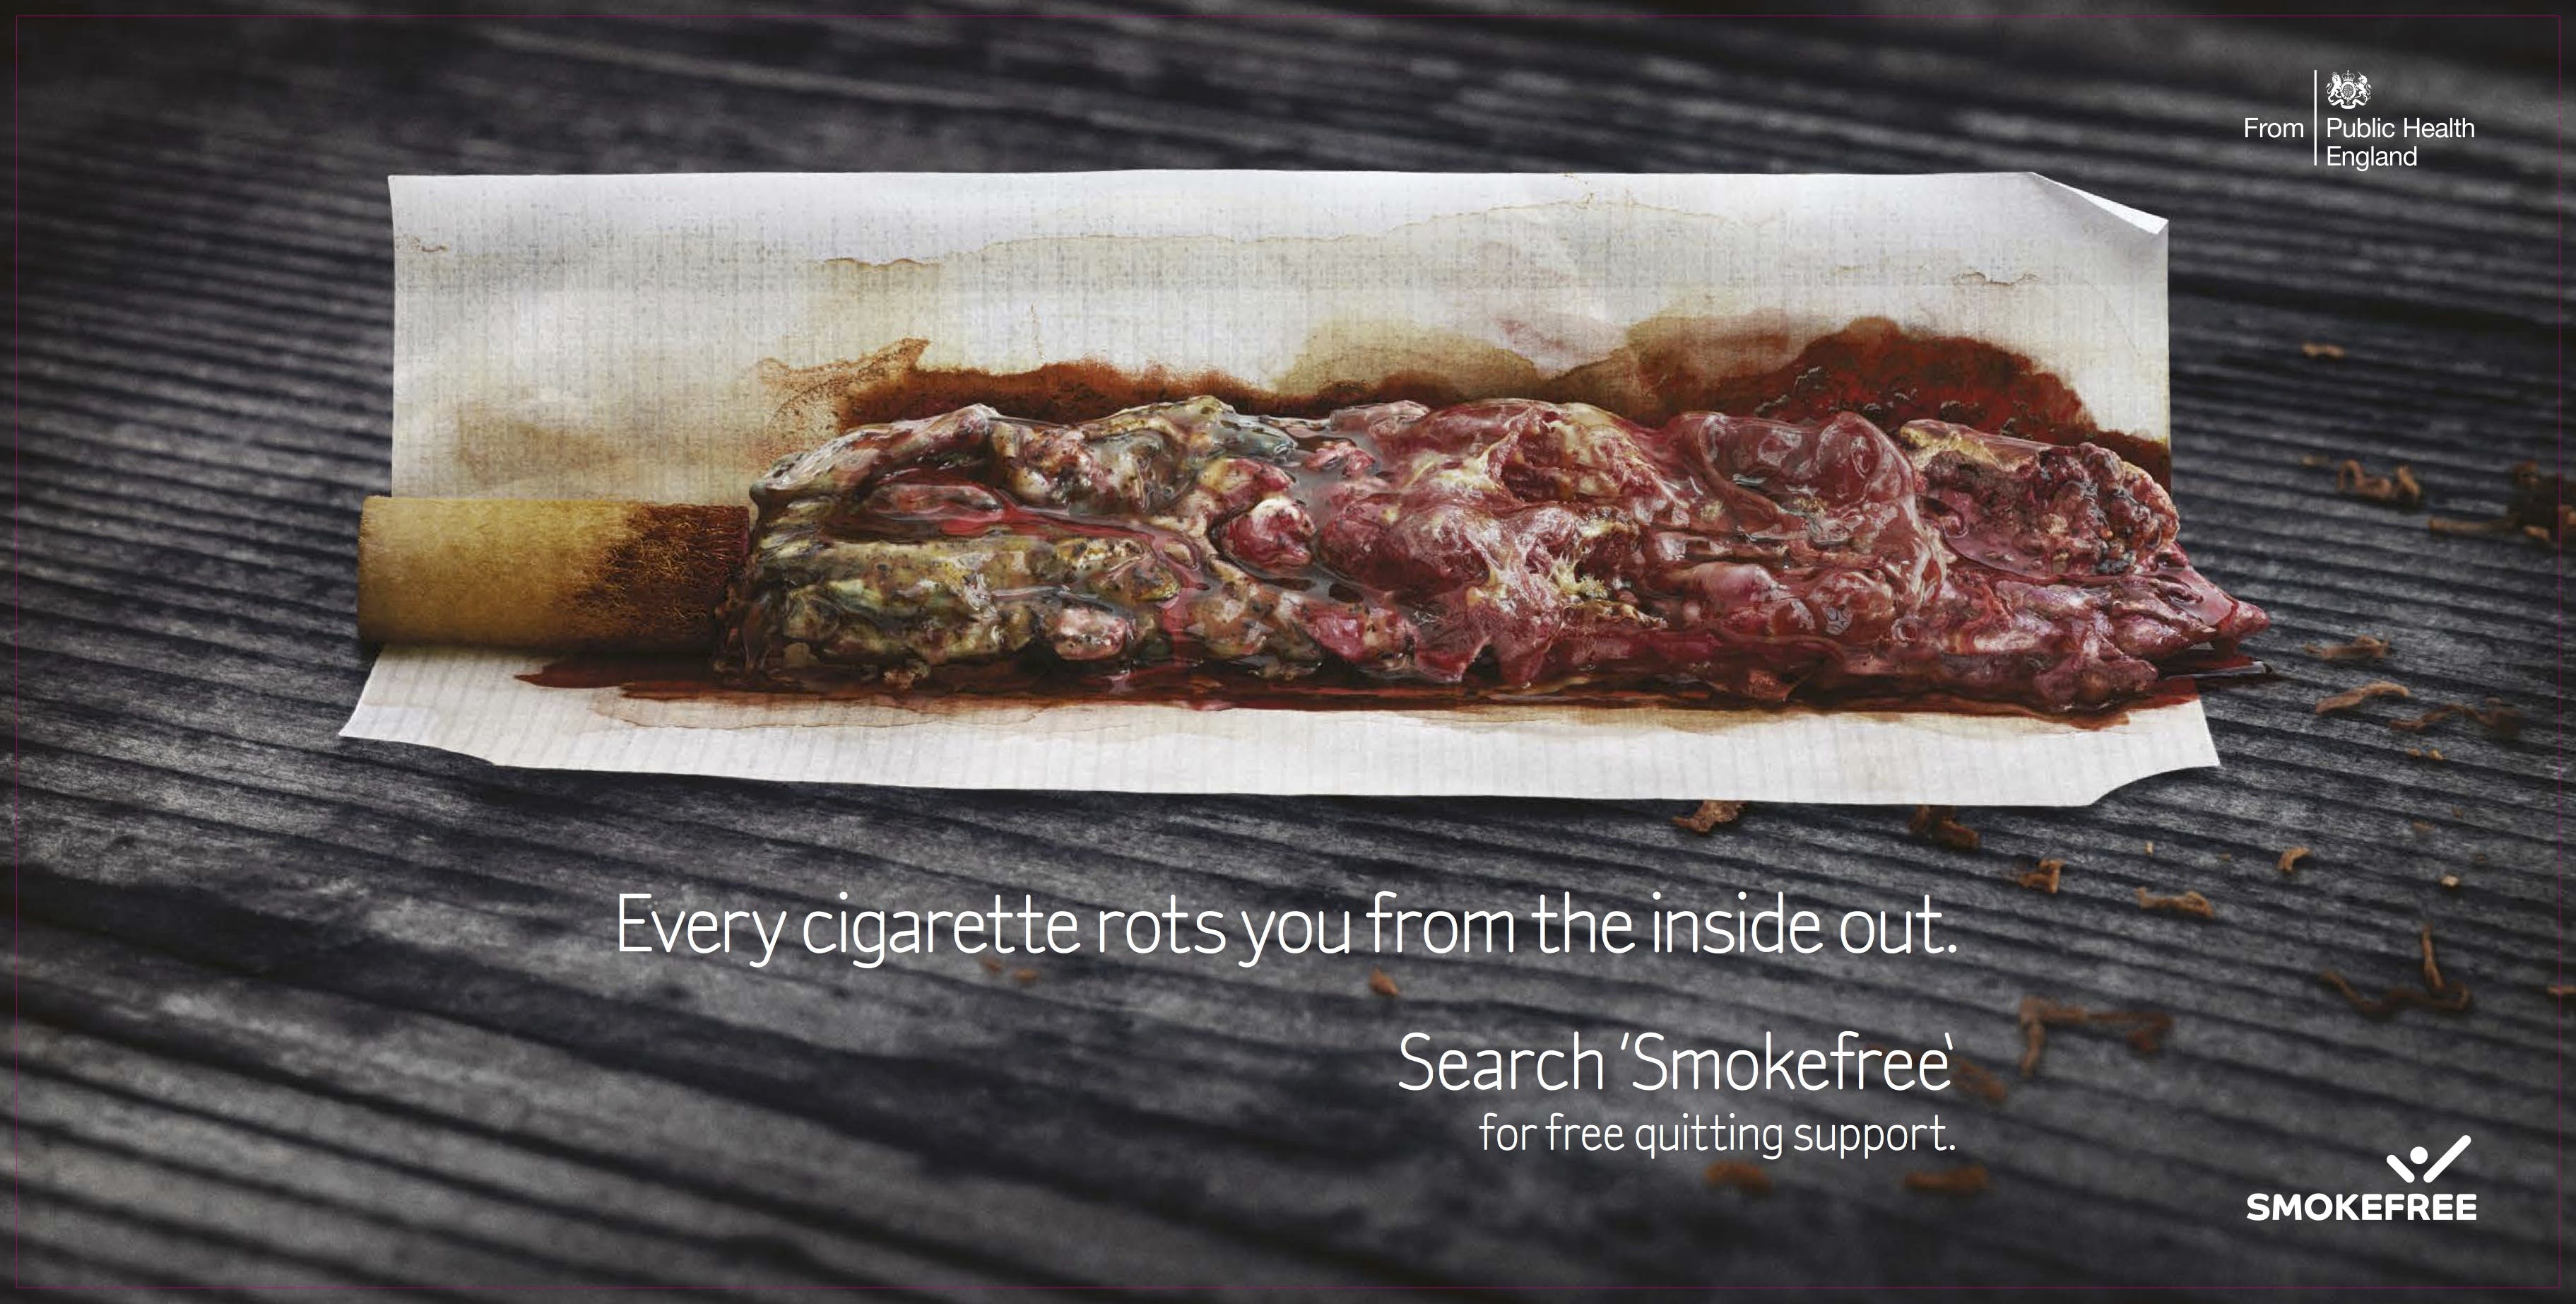 From
Public Health
England
Every cigarette rots you from the inside out.
Search 'Smokefree'
for free quitting support.
SMOKEFREE